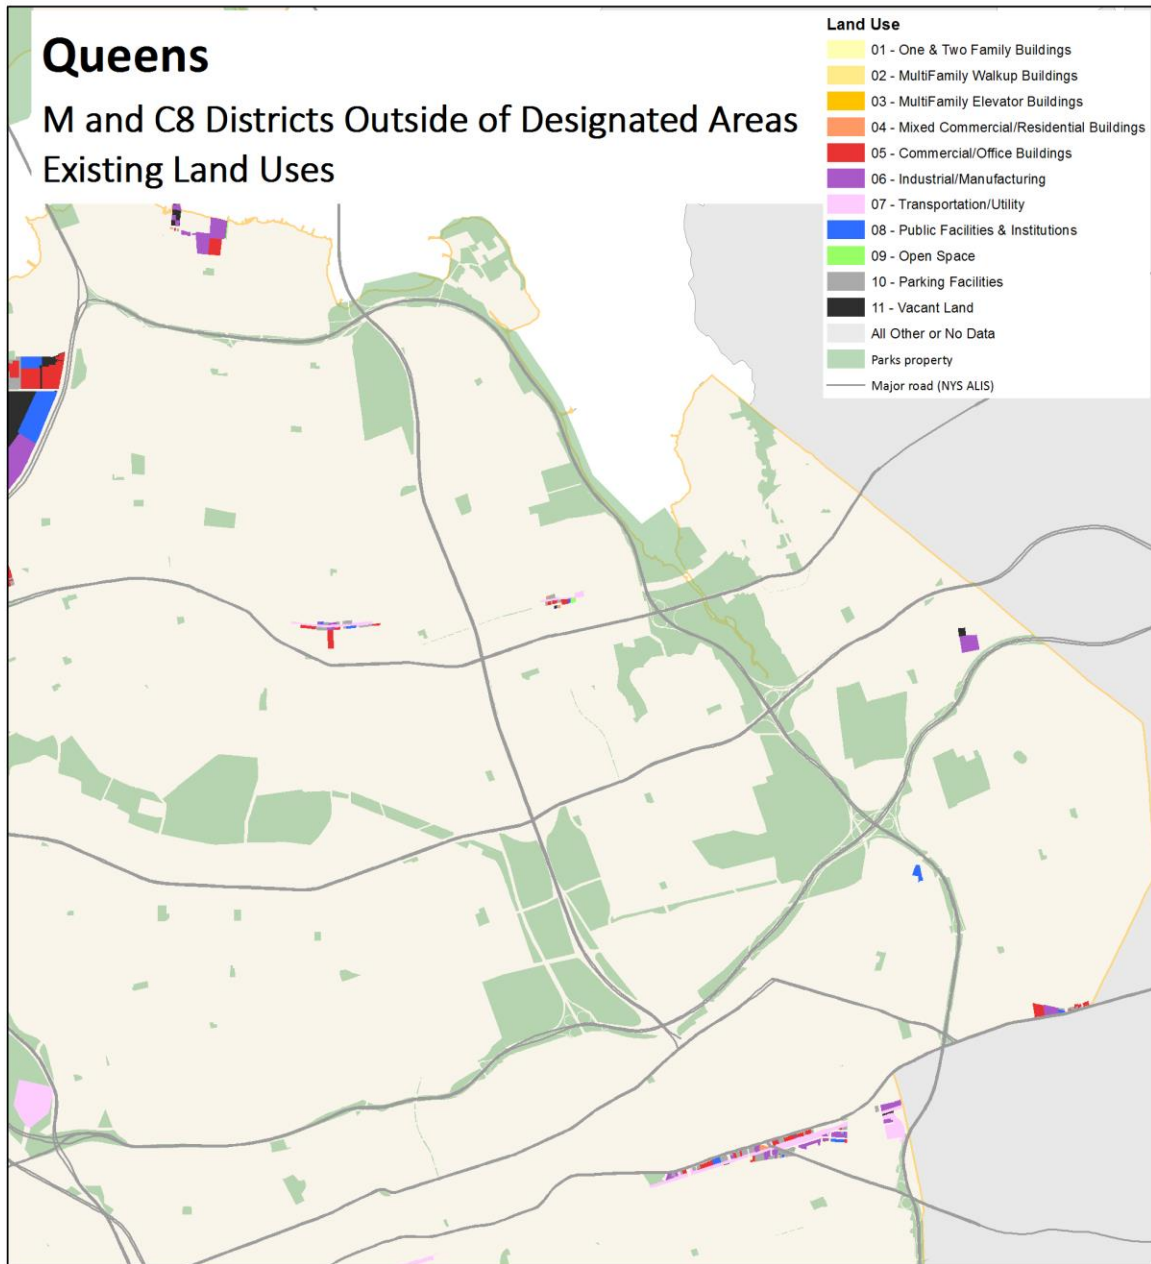 Queens
M and C8 Districts Outside of Designated Areas
Existing Land Uses
Land Use
01 - One & Two Family Buildings
02 - MultiFamily Walkup Buildings
03 - MultiFamily Elevator Buildings
04 - Mixed Commercial/Residential Buildings
05 - Commercial/Office Buildings
06 - Industrial/Manufacturing
07 - Transportation/Utility
08 - Public Facilities & Institutions
09 - Open Space
10 - Parking Facilities
11 - Vacant Land
All Other or No Data
Parks property
Major road (NYS ALIS)